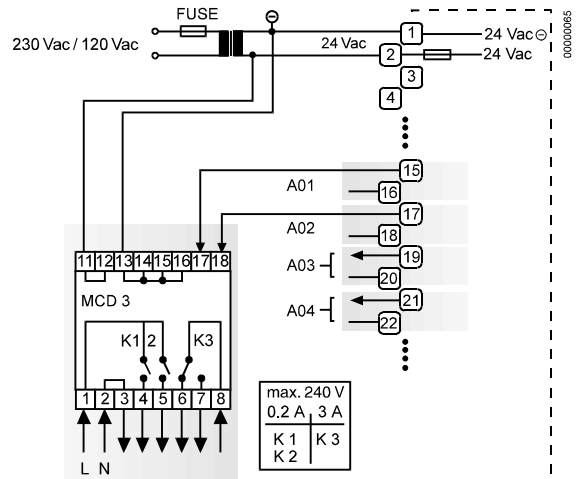 FUSE
⊖
00000065
1
24 Vac ⊖
230 Vac / 120 Vac
24 Vac
2
24 Vac
3
4
15
A01
16
17
A02
18
19
A03
20
21
A04
22
11 12 13 14 15 16 17 18
MCD 3
K1 2 K3
1 2 3 4 5 6 7 8
L N
max. 240 V
0.2 A 3 A
K 1 K 3
K 2